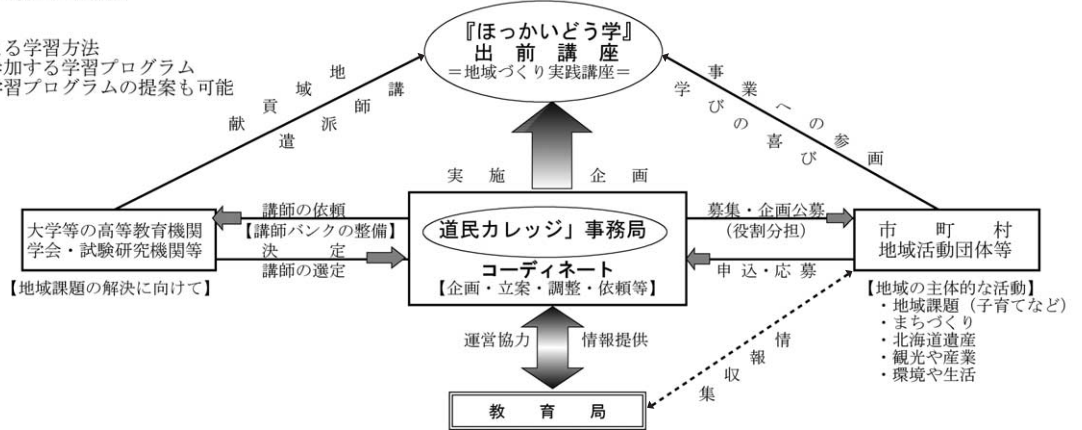 る学習方法
加する学習プログラム
学習プログラムの提案も可能
『ほっかいどう学』
出前講座
＝地域づくり実践講座＝
地域貢献
講師派遣
事業への参画
学びの喜び
実施 企画
大学等の高等教育機関
学会・試験研究機関等
【地域課題の解決に向けて】
講師の依頼
【講師バンクの整備】
決定
講師の選定
道民カレッジ」事務局
コーディネート
【企画・立案・調整・依頼等】
募集・企画公募
（役割分担）
申込・応募
市町村
地域活動団体等
【地域の主体的な活動】
・地域課題（子育てなど）
・まちづくり
・北海道遺産
・観光や産業
・環境や生活
運営協力 情報提供
情報収集
教育局